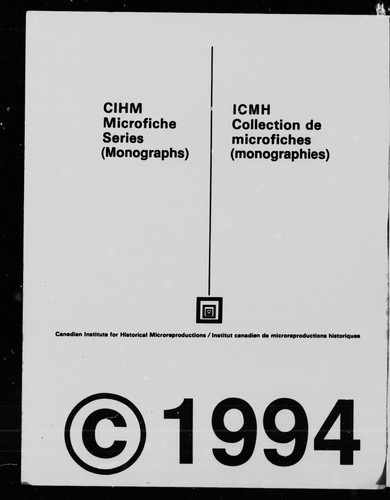 CIHM
Microfiche
Series
(Monographs)
ICMH
Collection de
microfiches
(monographies)
Canadian Institute for Historical Microreproductions / Institut canadien de microreproductions historiques
© 1994